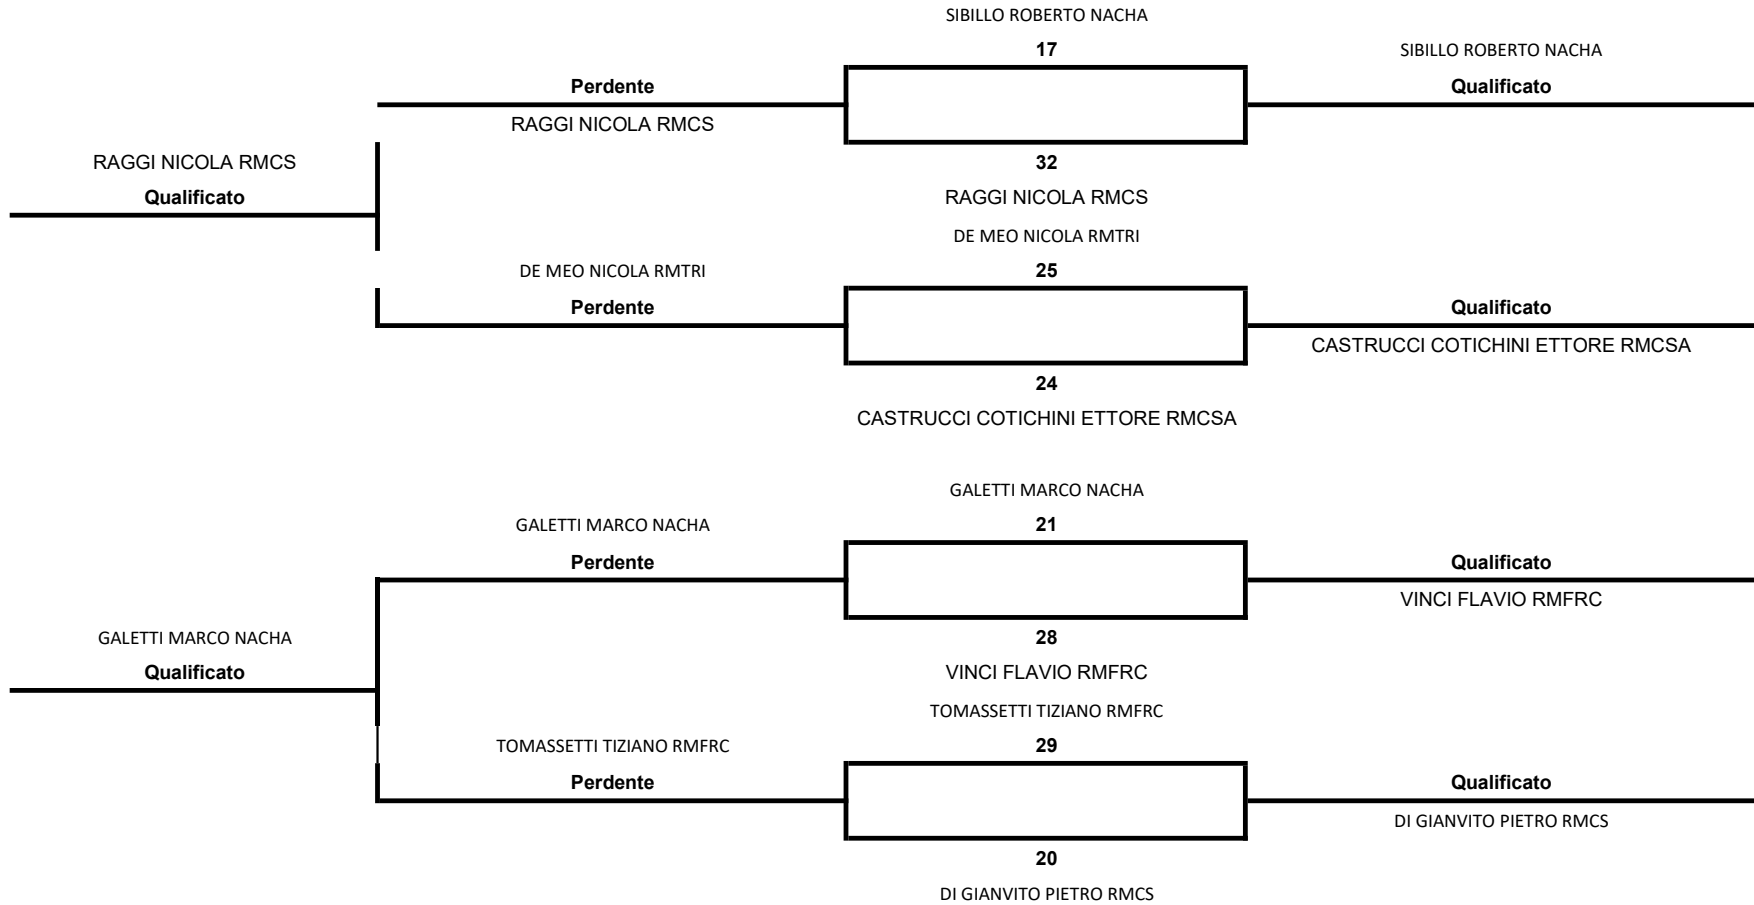 SIBILLO ROBERTO NACHA
17
SIBILLO ROBERTO NACHA
Perdente
Qualificato
RAGGI NICOLA RMCS
RAGGI NICOLA RMCS
32
Qualificato
RAGGI NICOLA RMCS
DE MEO NICOLA RMTRI
DE MEO NICOLA RMTRI
25
Perdente
Qualificato
CASTRUCCI COTICHINI ETTORE RMCSA
24
CASTRUCCI COTICHINI ETTORE RMCSA
GALETTI MARCO NACHA
GALETTI MARCO NACHA
21
Perdente
Qualificato
VINCI FLAVIO RMFRC
GALETTI MARCO NACHA
28
Qualificato
VINCI FLAVIO RMFRC
TOMASSETTI TIZIANO RMFRC
TOMASSETTI TIZIANO RMFRC
29
Perdente
Qualificato
DI GIANVITO PIETRO RMCS
20
DI GIANVITO PIETRO RMCS